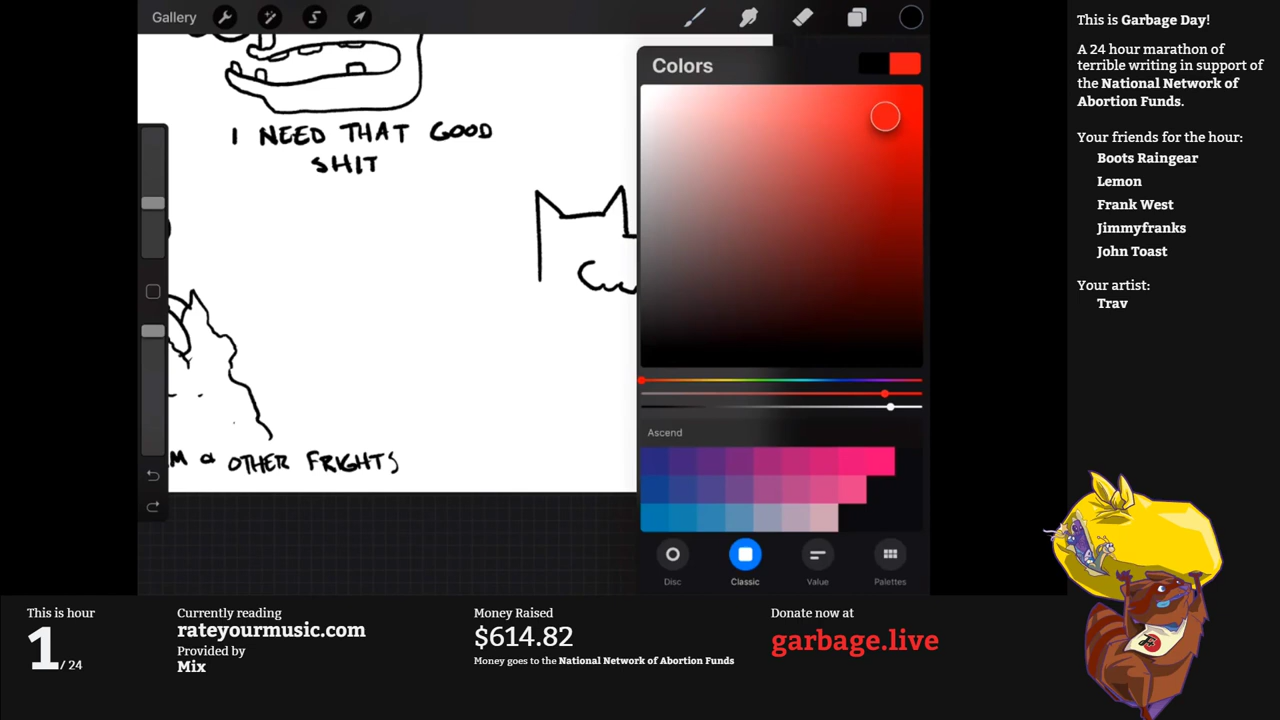 Gallery
I NEED THAT GOOD
SHIT
OTHER FRIGHTS
Colors
Ascend
Disc
Classic
Value
Palettes
This is Garbage Day!
A 24 hour marathon of
terrible writing in support of
the National Network of
Abortion Funds.
Your friends for the hour:
Boots Raingear
Lemon
Frank West
Jimmyfranks
John Toast
Your artist:
Trav
This is hour
1 / 24
Currently reading
rateyourmusic.com
Provided by
Mix
Money Raised
$614.82
Money goes to the National Network of Abortion Funds
Donate now at
garbage.live